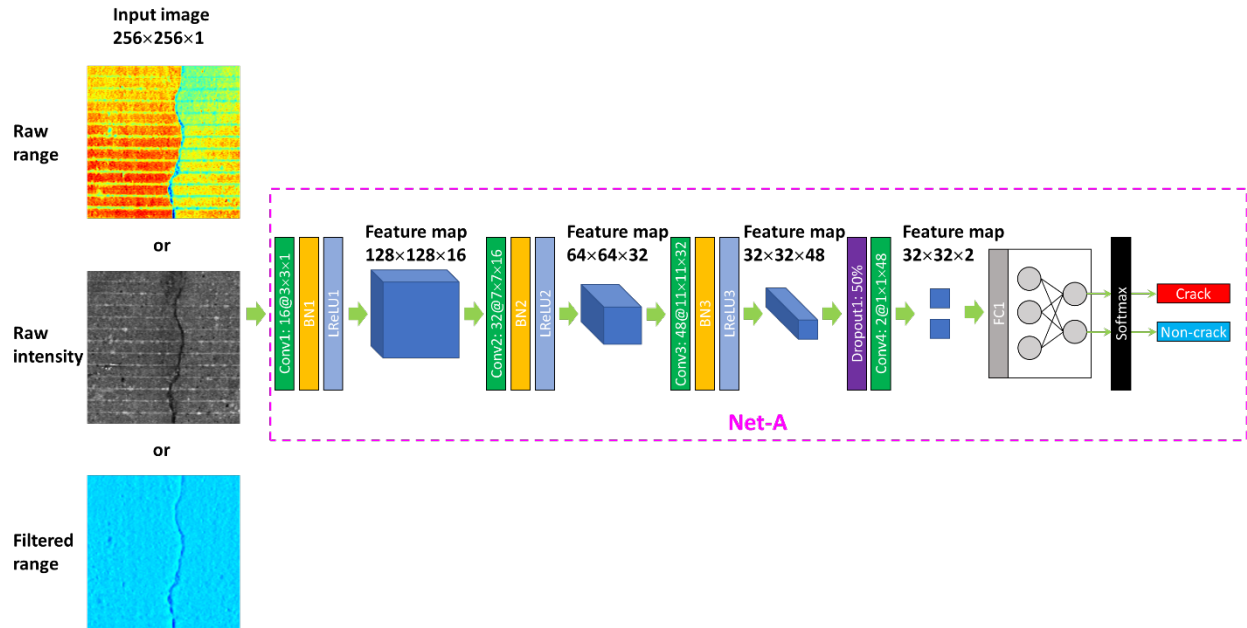 Input image
256×256×1
Raw
range
or
Raw
intensity
or
Filtered
range
Conv1: 16@3×3×1
BN1
LReLU1
Feature map
128×128×16
Conv2: 32@7×7×16
BN2
LReLU2
Feature map
64×64×32
Conv3: 48@11×11×32
BN3
LReLU3
Feature map
32×32×48
Dropout1: 50%
Conv4: 2@1×1×48
Feature map
32×32×2
FC1
Softmax
Crack
Non-crack
Net-A